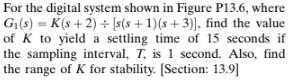 For the digital system shown in Figure P13.6, where
G₁(s) = K(s + 2) ÷ [s(s + 1)(s + 3)], find the value
of K to yield a settling time of 15 seconds if
the sampling interval, T, is 1 second. Also, find
the range of K for stability. [Section: 13.9]